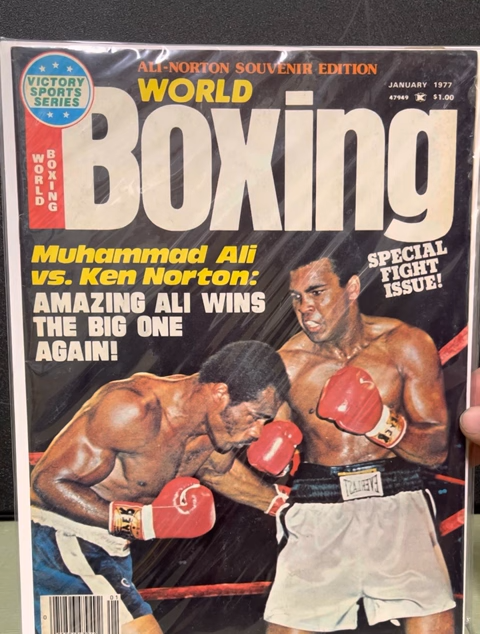 ALI-NORTON SOUVENIR EDITION
VICTORY
SPORTS
SERIES
WORLD
JANUARY 1977
47949 K $1.00
BOXING
WORLD
BOXING
Muhammad Ali
vs. Ken Norton:
AMAZING ALI WINS
THE BIG ONE
AGAIN!
SPECIAL
FIGHT
ISSUE!
EVERLAST
01